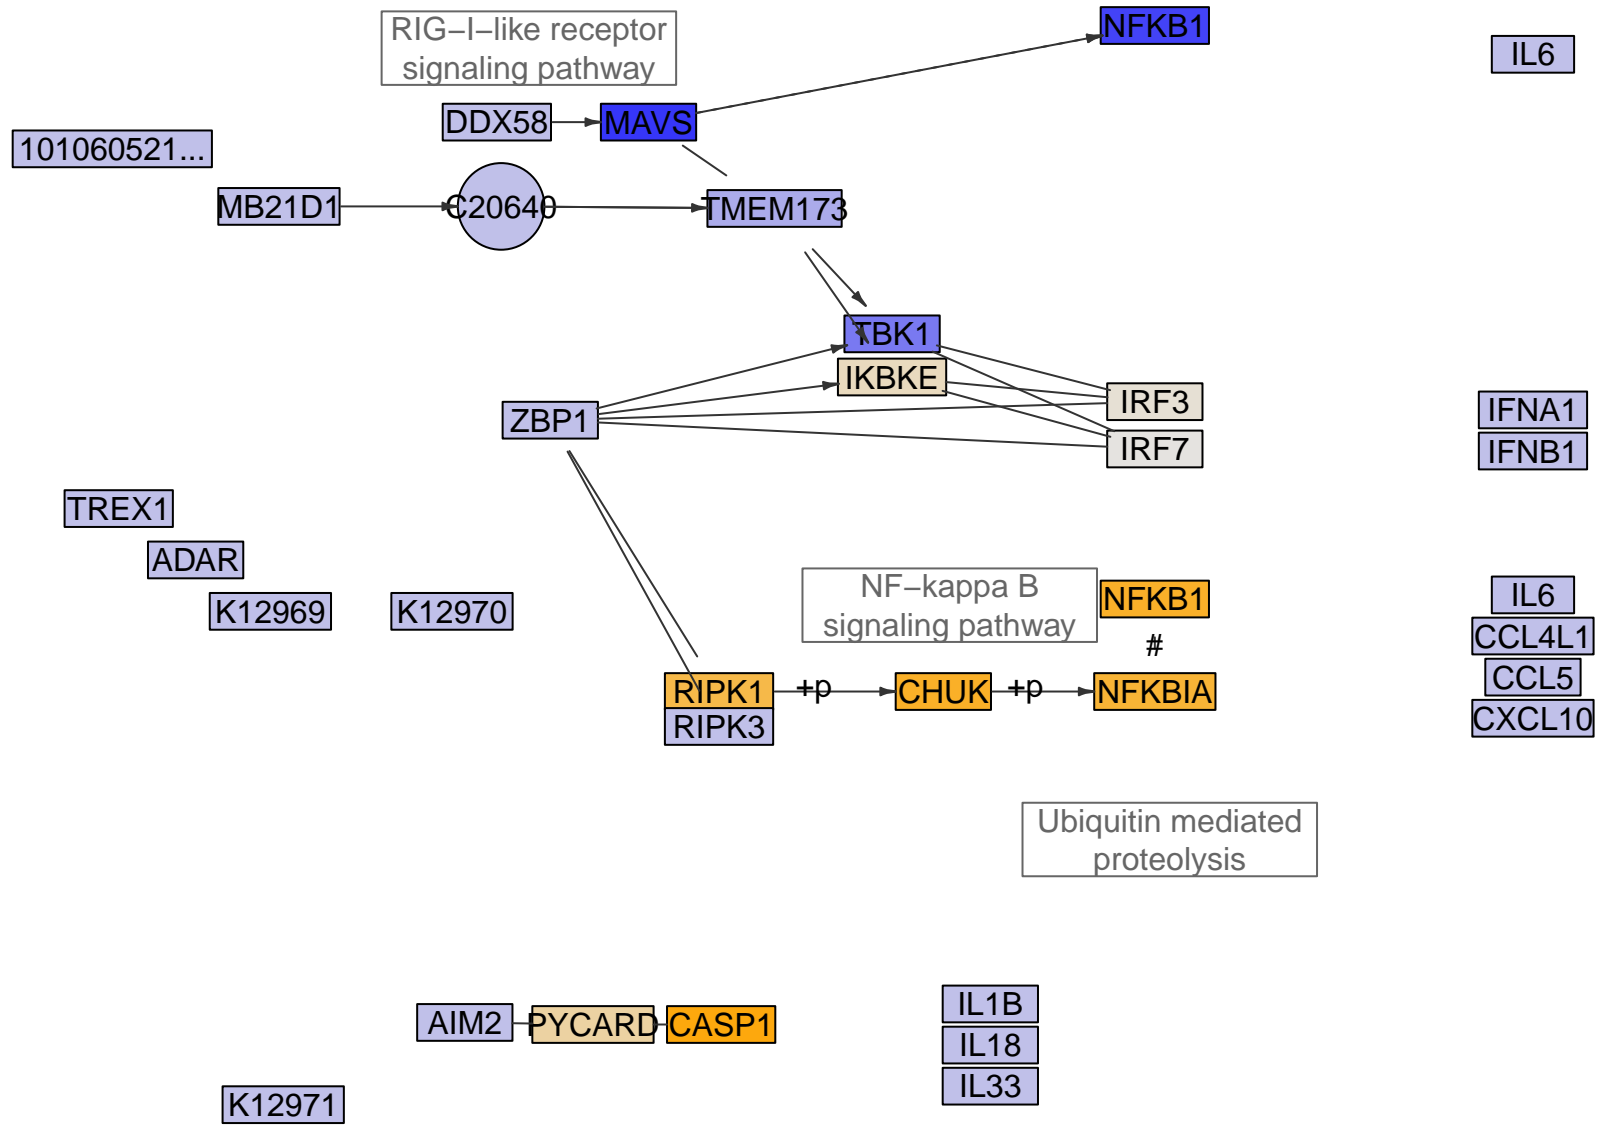 RIG−I−like receptor
signaling pathway
NFKB1
IL6
DDX58
MAVS
101060521...
MB21D1
C20640
TMEM173
TBK1
IKBKE
IRF3
IRF7
ZBP1
IFNA1
IFNB1
TREX1
ADAR
K12969
K12970
NF−kappa B
signaling pathway
NFKB1
#
IL6
CCL4L1
CCL5
CXCL10
RIPK1
+p
CHUK
+p
NFKBIA
RIPK3
Ubiquitin mediated
proteolysis
AIM2
PYCARD
CASP1
IL1B
IL18
IL33
K12971